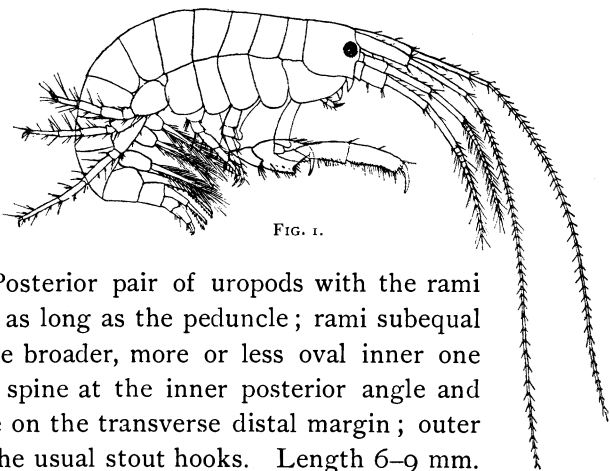 FIG. 1.
Posterior pair of uropods with the rami
as long as the peduncle; rami subequal
broader, more or less oval inner one
spine at the inner posterior angle and
on the transverse distal margin; outer
the usual stout hooks. Length 6–9 mm.